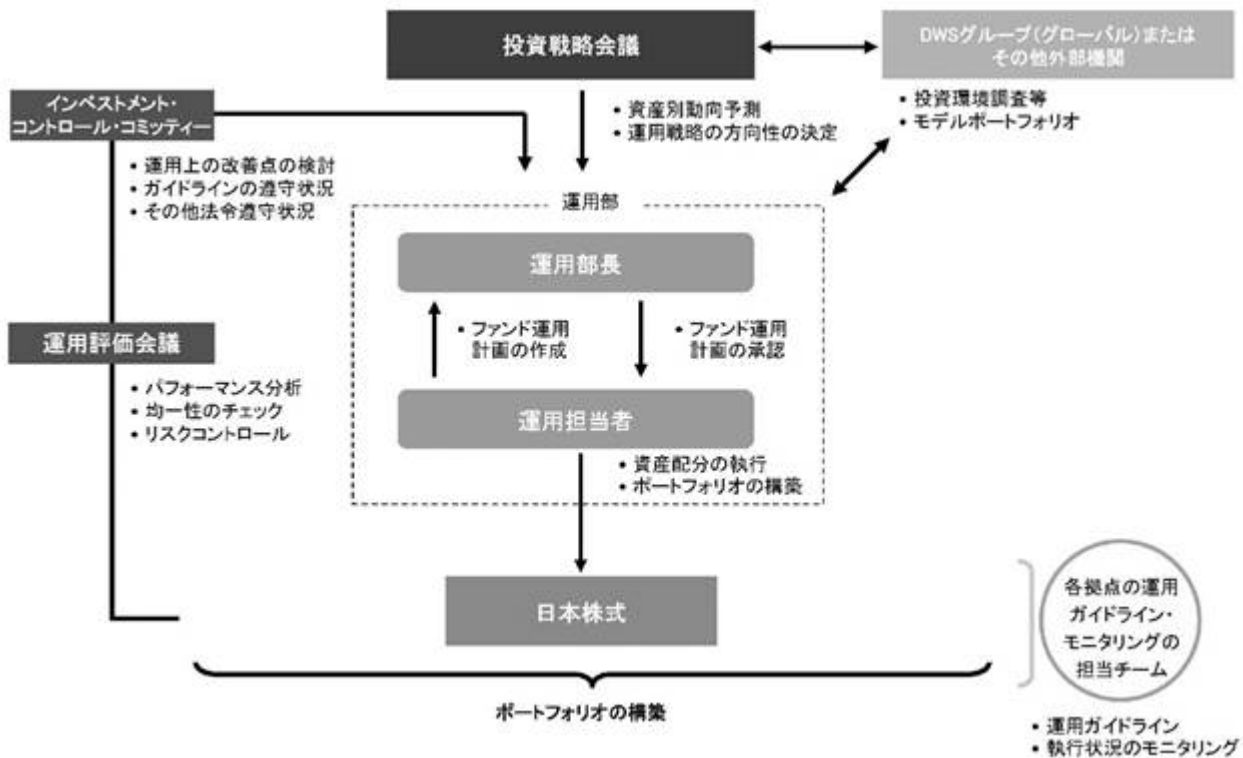 投資戦略会議
DWSグループ(グローバル)または
その他外部機関
• 投資環境調査等
• モデルポートフォリオ
インベストメント・
コントロール・コミッティー
• 資産別動向予測
• 運用戦略の方向性の決定
• 運用上の改善点の検討
• ガイドラインの遵守状況
• その他法令遵守状況
運用部
運用部長
• ファンド運用
計画の作成
• ファンド運用
計画の承認
運用評価会議
• パフォーマンス分析
• 均一性のチェック
• リスクコントロール
運用担当者
• 資産配分の執行
• ポートフォリオの構築
日本株式
各拠点の運用
ガイドライン・
モニタリングの
担当チーム
ポートフォリオの構築
• 運用ガイドライン
• 執行状況のモニタリング